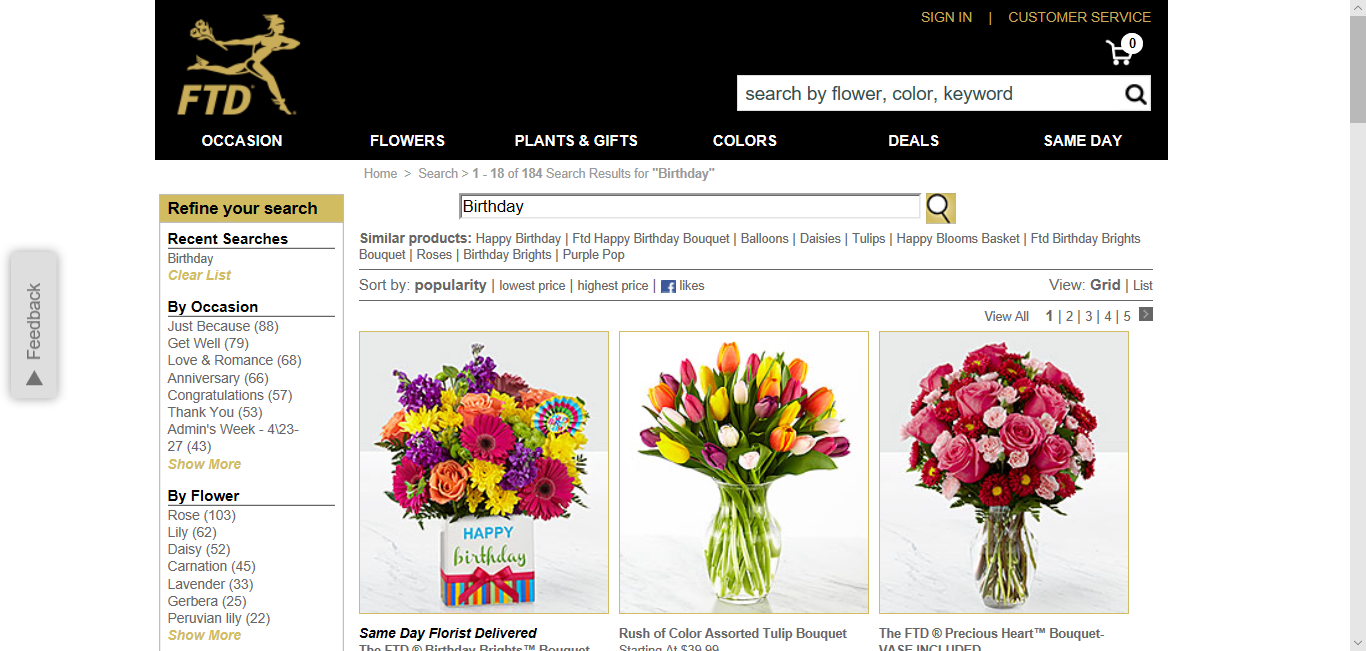 SIGN IN | CUSTOMER SERVICE
0
FTD
search by flower, color, keyword
OCCASION FLOWERS PLANTS & GIFTS COLORS DEALS SAME DAY
Home > Search > 1 - 18 of 184 Search Results for "Birthday"
Refine your search
Recent Searches
Birthday
Clear List
By Occasion
Just Because (88)
Get Well (79)
Love & Romance (68)
Anniversary (66)
Congratulations (57)
Thank You (53)
Admin's Week - 4\23-
27 (43)
Show More
By Flower
Rose (103)
Lily (62)
Daisy (52)
Carnation (45)
Lavender (33)
Gerbera (25)
Peruvian lily (22)
Show More
Feedback
Birthday
Similar products: Happy Birthday | Ftd Happy Birthday Bouquet | Balloons | Daisies | Tulips | Happy Blooms Basket | Ftd Birthday Brights
Bouquet | Roses | Birthday Brights | Purple Pop
Sort by: popularity | lowest price | highest price | f likes
View: Grid | List
View All 1 | 2 | 3 | 4 | 5
HAPPY
birthday
Same Day Florist Delivered
The FTD ® Birthday Brights™ Bouquet
Rush of Color Assorted Tulip Bouquet
Starting At $39.99
The FTD ® Precious Heart™ Bouquet-
VASE INCLUDED